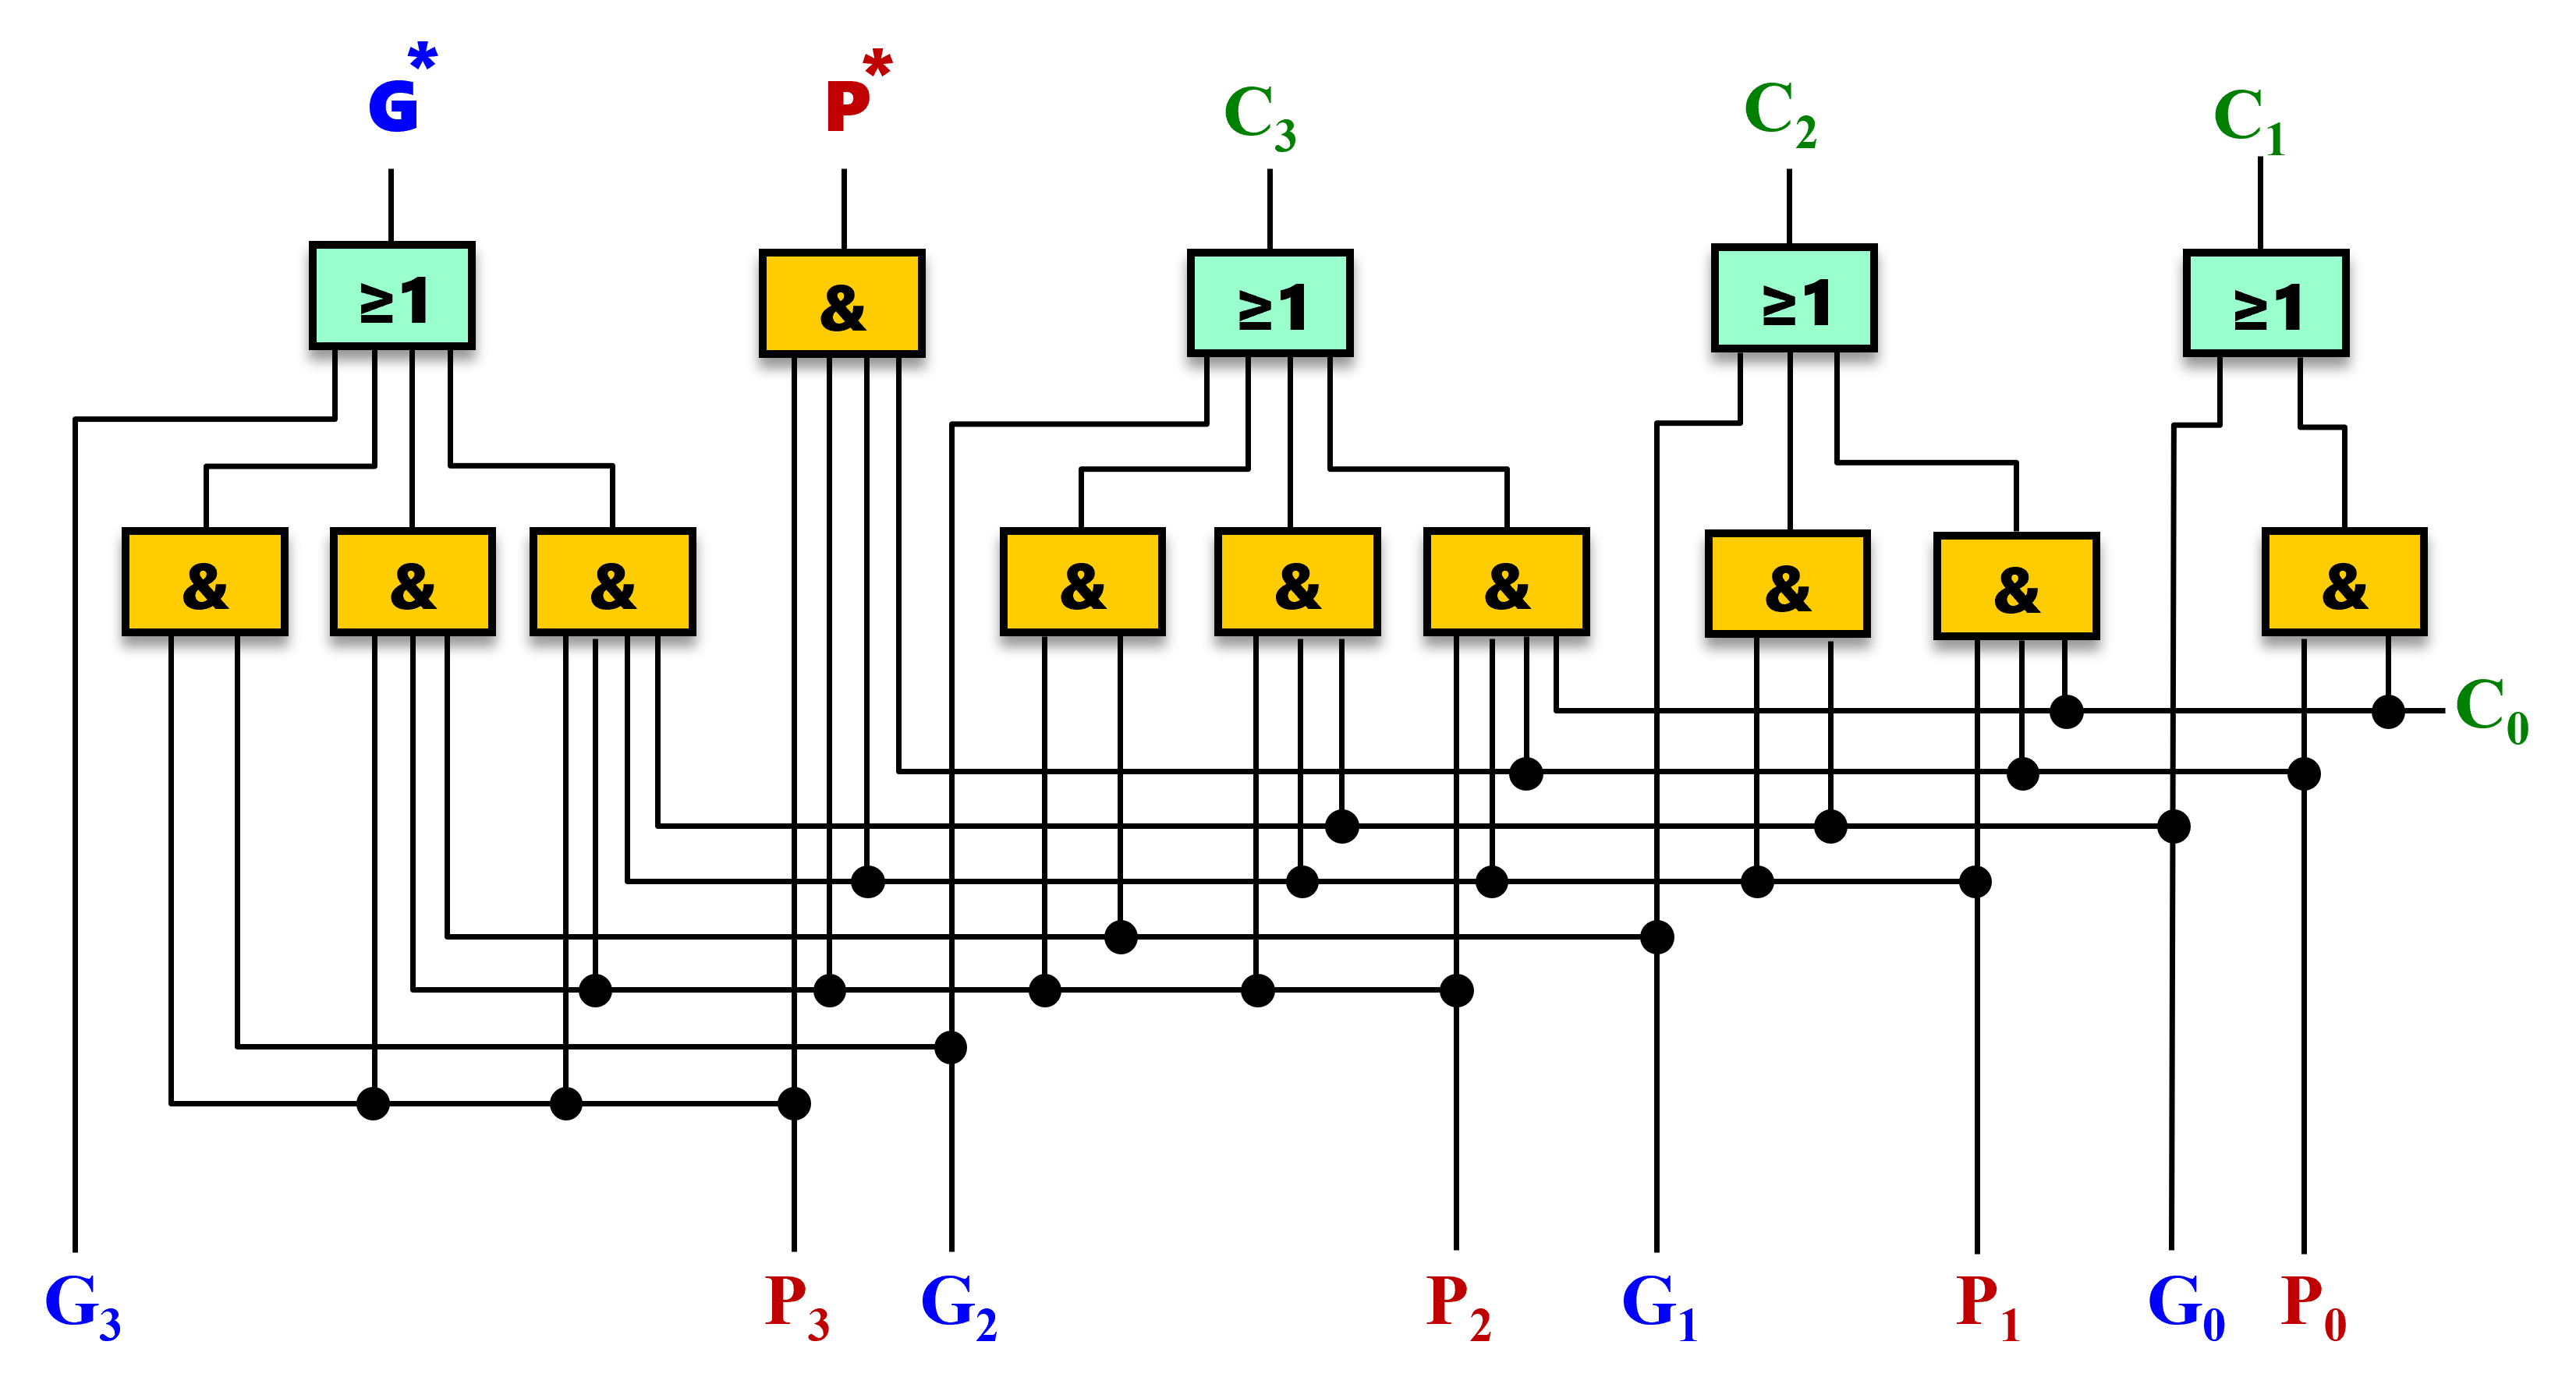 G* P* C3 C2 C1
≥1 & ≥1 ≥1 ≥1
& & & & & & & & &
C0
G3 P3 G2 P2 G1 P1 G0 P0